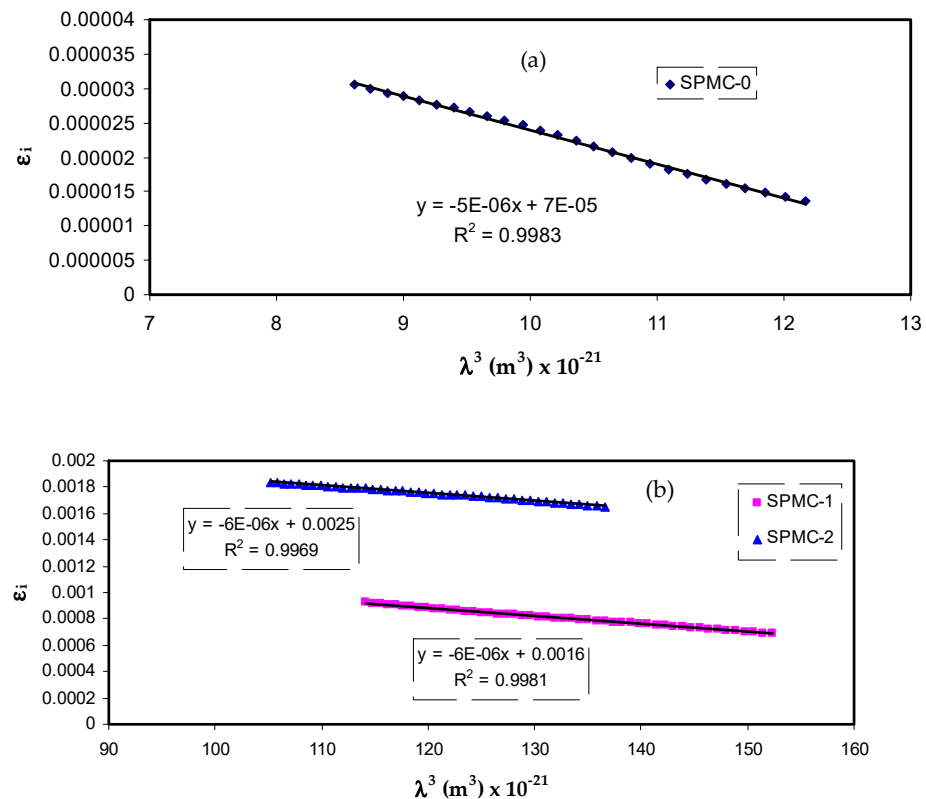 0.00004
0.000035
0.00003
0.000025
0.00002
0.000015
0.00001
0.000005
0
εi
(a)
SPMC-0
y = -5E-06x + 7E-05
R² = 0.9983
7 8 9 10 11 12 13
λ³ (m³) x 10⁻²¹
0.002
0.0018
0.0016
0.0014
0.0012
0.001
0.0008
0.0006
0.0004
0.0002
0
εi
(b)
SPMC-1
SPMC-2
y = -6E-06x + 0.0025
R² = 0.9969
y = -6E-06x + 0.0016
R² = 0.9981
90 100 110 120 130 140 150 160
λ³ (m³) x 10⁻²¹